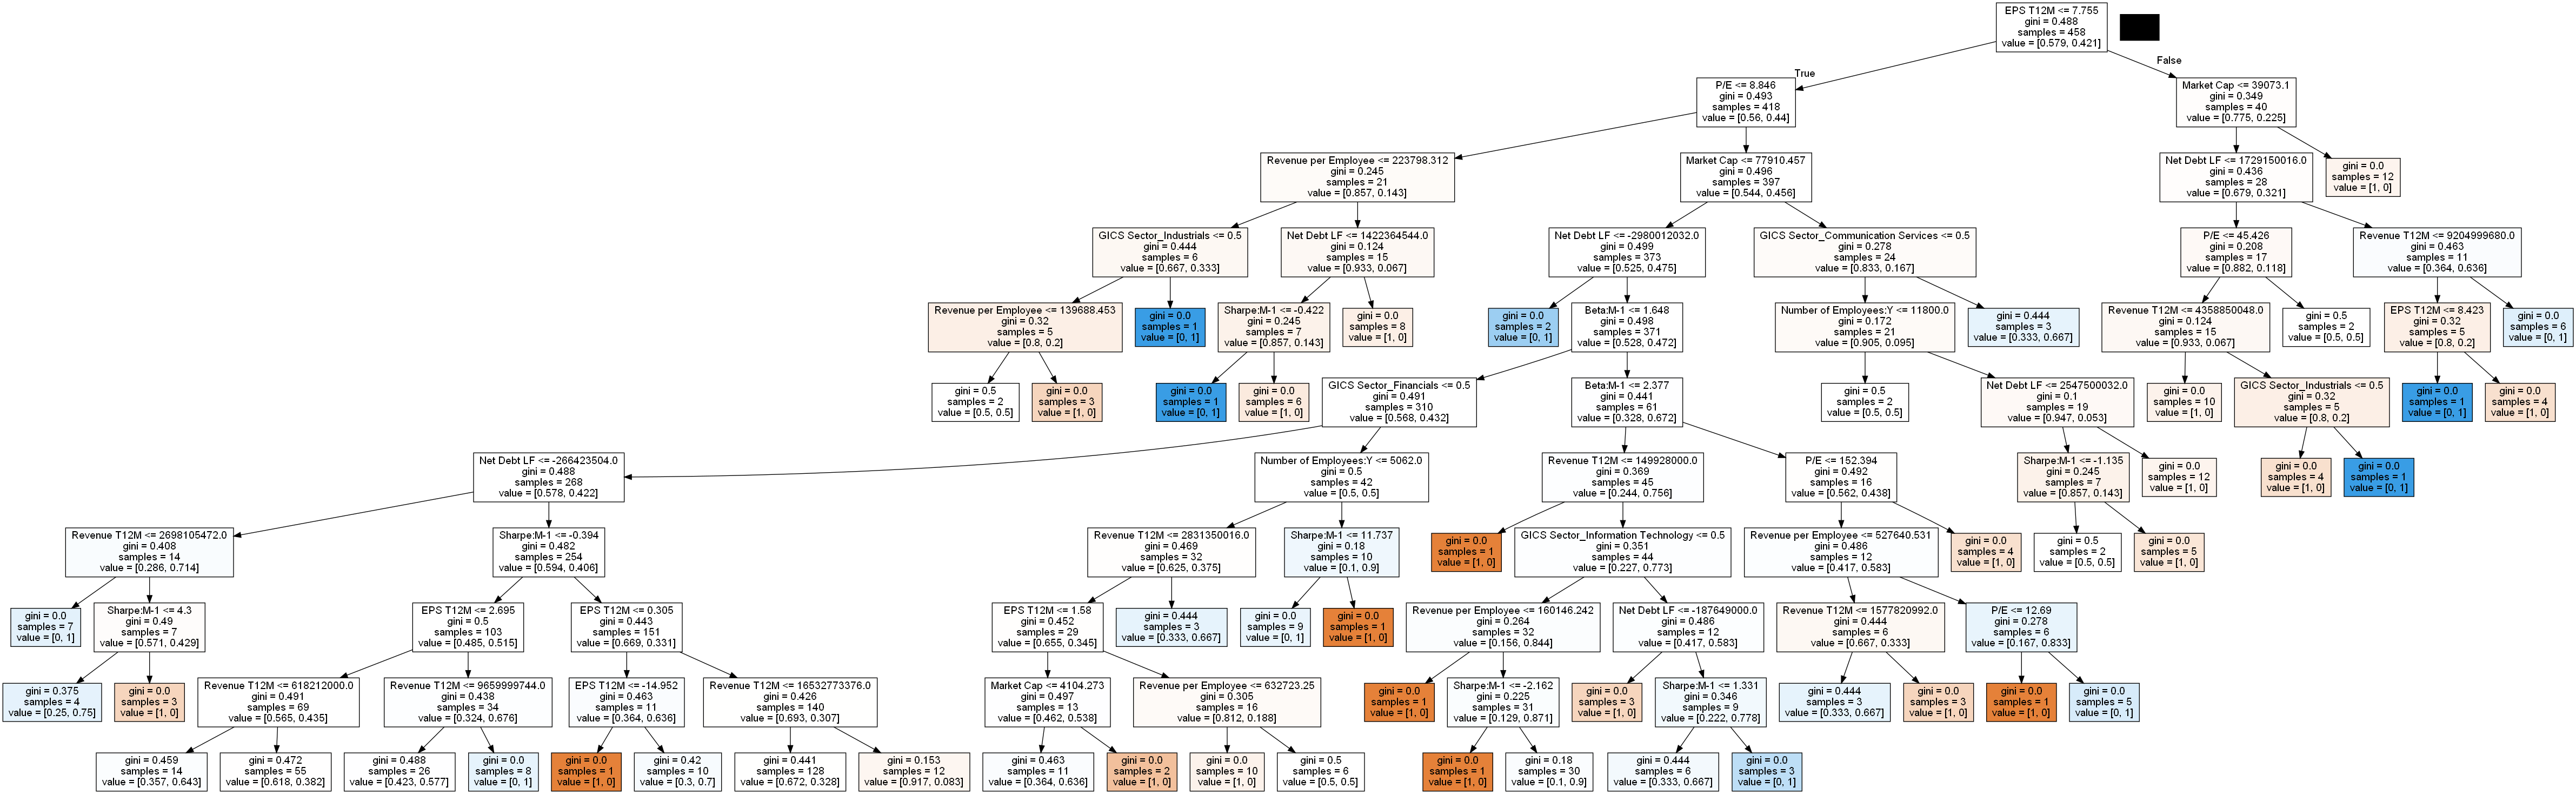 EPS T12M <= 7.755
gini = 0.488
samples = 458
value = [0.579, 0.421]
True
False
P/E <= 8.846
gini = 0.493
samples = 418
value = [0.56, 0.44]
Market Cap <= 39073.1
gini = 0.349
samples = 40
value = [0.775, 0.225]
Revenue per Employee <= 223798.312
gini = 0.245
samples = 21
value = [0.857, 0.143]
Market Cap <= 77910.457
gini = 0.496
samples = 397
value = [0.544, 0.456]
Net Debt LF <= 1729150016.0
gini = 0.436
samples = 28
value = [0.679, 0.321]
gini = 0.0
samples = 12
value = [1, 0]
GICS Sector_Industrials <= 0.5
gini = 0.444
samples = 6
value = [0.667, 0.333]
Net Debt LF <= 1422364544.0
gini = 0.124
samples = 15
value = [0.933, 0.067]
Net Debt LF <= -2980012032.0
gini = 0.499
samples = 373
value = [0.525, 0.475]
GICS Sector_Communication Services <= 0.5
gini = 0.278
samples = 24
value = [0.833, 0.167]
P/E <= 45.426
gini = 0.208
samples = 17
value = [0.882, 0.118]
Revenue T12M <= 9204999680.0
gini = 0.463
samples = 11
value = [0.364, 0.636]
Revenue per Employee <= 139688.453
gini = 0.32
samples = 5
value = [0.8, 0.2]
gini = 0.0
samples = 1
value = [0, 1]
Sharpe:M-1 <= -0.422
gini = 0.245
samples = 7
value = [0.857, 0.143]
gini = 0.0
samples = 8
value = [1, 0]
gini = 0.0
samples = 2
value = [0, 1]
Beta:M-1 <= 1.648
gini = 0.498
samples = 371
value = [0.528, 0.472]
Number of Employees:Y <= 11800.0
gini = 0.172
samples = 21
value = [0.905, 0.095]
gini = 0.444
samples = 3
value = [0.333, 0.667]
Revenue T12M <= 4358850048.0
gini = 0.124
samples = 15
value = [0.933, 0.067]
gini = 0.5
samples = 2
value = [0.5, 0.5]
EPS T12M <= 8.423
gini = 0.32
samples = 5
value = [0.8, 0.2]
gini = 0.0
samples = 6
value = [0, 1]
gini = 0.5
samples = 2
value = [0.5, 0.5]
gini = 0.0
samples = 3
value = [1, 0]
gini = 0.0
samples = 1
value = [0, 1]
gini = 0.0
samples = 6
value = [1, 0]
GICS Sector_Financials <= 0.5
gini = 0.491
samples = 310
value = [0.568, 0.432]
Beta:M-1 <= 2.377
gini = 0.441
samples = 61
value = [0.328, 0.672]
gini = 0.5
samples = 2
value = [0.5, 0.5]
Net Debt LF <= 2547500032.0
gini = 0.1
samples = 19
value = [0.947, 0.053]
gini = 0.0
samples = 10
value = [1, 0]
GICS Sector_Industrials <= 0.5
gini = 0.32
samples = 5
value = [0.8, 0.2]
gini = 0.0
samples = 1
value = [0, 1]
gini = 0.0
samples = 4
value = [1, 0]
Net Debt LF <= -266423504.0
gini = 0.488
samples = 268
value = [0.578, 0.422]
Number of Employees:Y <= 5062.0
gini = 0.5
samples = 42
value = [0.5, 0.5]
Revenue T12M <= 149928000.0
gini = 0.369
samples = 45
value = [0.244, 0.756]
P/E <= 152.394
gini = 0.492
samples = 16
value = [0.562, 0.438]
Sharpe:M-1 <= -1.135
gini = 0.245
samples = 7
value = [0.857, 0.143]
gini = 0.0
samples = 12
value = [1, 0]
gini = 0.0
samples = 4
value = [1, 0]
gini = 0.0
samples = 1
value = [0, 1]
Revenue T12M <= 2698105472.0
gini = 0.408
samples = 14
value = [0.286, 0.714]
Sharpe:M-1 <= -0.394
gini = 0.482
samples = 254
value = [0.594, 0.406]
Revenue T12M <= 2831350016.0
gini = 0.469
samples = 32
value = [0.625, 0.375]
Sharpe:M-1 <= 11.737
gini = 0.18
samples = 10
value = [0.1, 0.9]
gini = 0.0
samples = 1
value = [1, 0]
GICS Sector_Information Technology <= 0.5
gini = 0.351
samples = 44
value = [0.227, 0.773]
Revenue per Employee <= 527640.531
gini = 0.486
samples = 12
value = [0.417, 0.583]
gini = 0.0
samples = 4
value = [1, 0]
gini = 0.5
samples = 2
value = [0.5, 0.5]
gini = 0.0
samples = 5
value = [1, 0]
gini = 0.0
samples = 7
value = [0, 1]
Sharpe:M-1 <= 4.3
gini = 0.49
samples = 7
value = [0.571, 0.429]
EPS T12M <= 2.695
gini = 0.5
samples = 103
value = [0.485, 0.515]
EPS T12M <= 0.305
gini = 0.443
samples = 151
value = [0.669, 0.331]
EPS T12M <= 1.58
gini = 0.452
samples = 29
value = [0.655, 0.345]
gini = 0.444
samples = 3
value = [0.333, 0.667]
gini = 0.0
samples = 9
value = [0, 1]
gini = 0.0
samples = 1
value = [1, 0]
Revenue per Employee <= 160146.242
gini = 0.264
samples = 32
value = [0.156, 0.844]
Net Debt LF <= -187649000.0
gini = 0.486
samples = 12
value = [0.417, 0.583]
Revenue T12M <= 1577820992.0
gini = 0.444
samples = 6
value = [0.667, 0.333]
P/E <= 12.69
gini = 0.278
samples = 6
value = [0.167, 0.833]
gini = 0.375
samples = 4
value = [0.25, 0.75]
gini = 0.0
samples = 3
value = [1, 0]
Revenue T12M <= 618212000.0
gini = 0.491
samples = 69
value = [0.565, 0.435]
Revenue T12M <= 9659999744.0
gini = 0.438
samples = 34
value = [0.324, 0.676]
EPS T12M <= -14.952
gini = 0.463
samples = 11
value = [0.364, 0.636]
Revenue T12M <= 16532773376.0
gini = 0.426
samples = 140
value = [0.693, 0.307]
Market Cap <= 4104.273
gini = 0.497
samples = 13
value = [0.462, 0.538]
Revenue per Employee <= 632723.25
gini = 0.305
samples = 16
value = [0.812, 0.188]
gini = 0.0
samples = 1
value = [1, 0]
Sharpe:M-1 <= -2.162
gini = 0.225
samples = 31
value = [0.129, 0.871]
gini = 0.0
samples = 3
value = [1, 0]
Sharpe:M-1 <= 1.331
gini = 0.346
samples = 9
value = [0.222, 0.778]
gini = 0.444
samples = 3
value = [0.333, 0.667]
gini = 0.0
samples = 3
value = [1, 0]
gini = 0.0
samples = 1
value = [1, 0]
gini = 0.0
samples = 5
value = [0, 1]
gini = 0.459
samples = 14
value = [0.357, 0.643]
gini = 0.472
samples = 55
value = [0.618, 0.382]
gini = 0.488
samples = 26
value = [0.423, 0.577]
gini = 0.0
samples = 8
value = [0, 1]
gini = 0.0
samples = 1
value = [1, 0]
gini = 0.42
samples = 10
value = [0.3, 0.7]
gini = 0.441
samples = 128
value = [0.672, 0.328]
gini = 0.153
samples = 12
value = [0.917, 0.083]
gini = 0.463
samples = 11
value = [0.364, 0.636]
gini = 0.0
samples = 2
value = [1, 0]
gini = 0.0
samples = 10
value = [1, 0]
gini = 0.5
samples = 6
value = [0.5, 0.5]
gini = 0.0
samples = 1
value = [1, 0]
gini = 0.18
samples = 30
value = [0.1, 0.9]
gini = 0.444
samples = 6
value = [0.333, 0.667]
gini = 0.0
samples = 3
value = [0, 1]